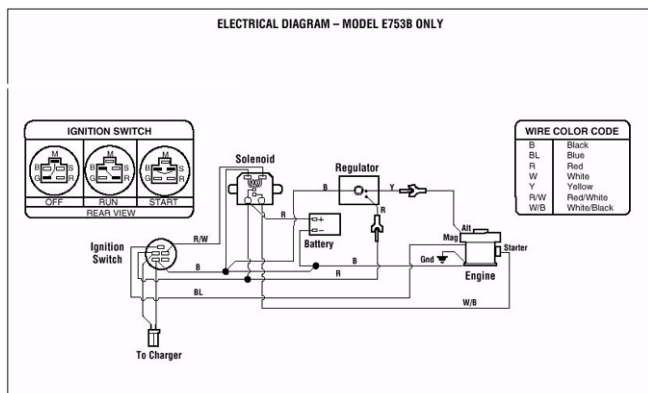 ELECTRICAL DIAGRAM – MODEL E753B ONLY
IGNITION SWITCH
M
B S
G R
M
B S
G R
M
B S
G R
OFF RUN START
REAR VIEW
WIRE COLOR CODE
B Black
BL Blue
R Red
W White
Y Yellow
R/W Red/White
W/B White/Black
Solenoid
Regulator
B
Y
R
R
Battery
+
–
Ignition
Switch
R/W
B
B
R
BL
W/B
Alt
Mag
Starter
Gnd
Engine
To Charger